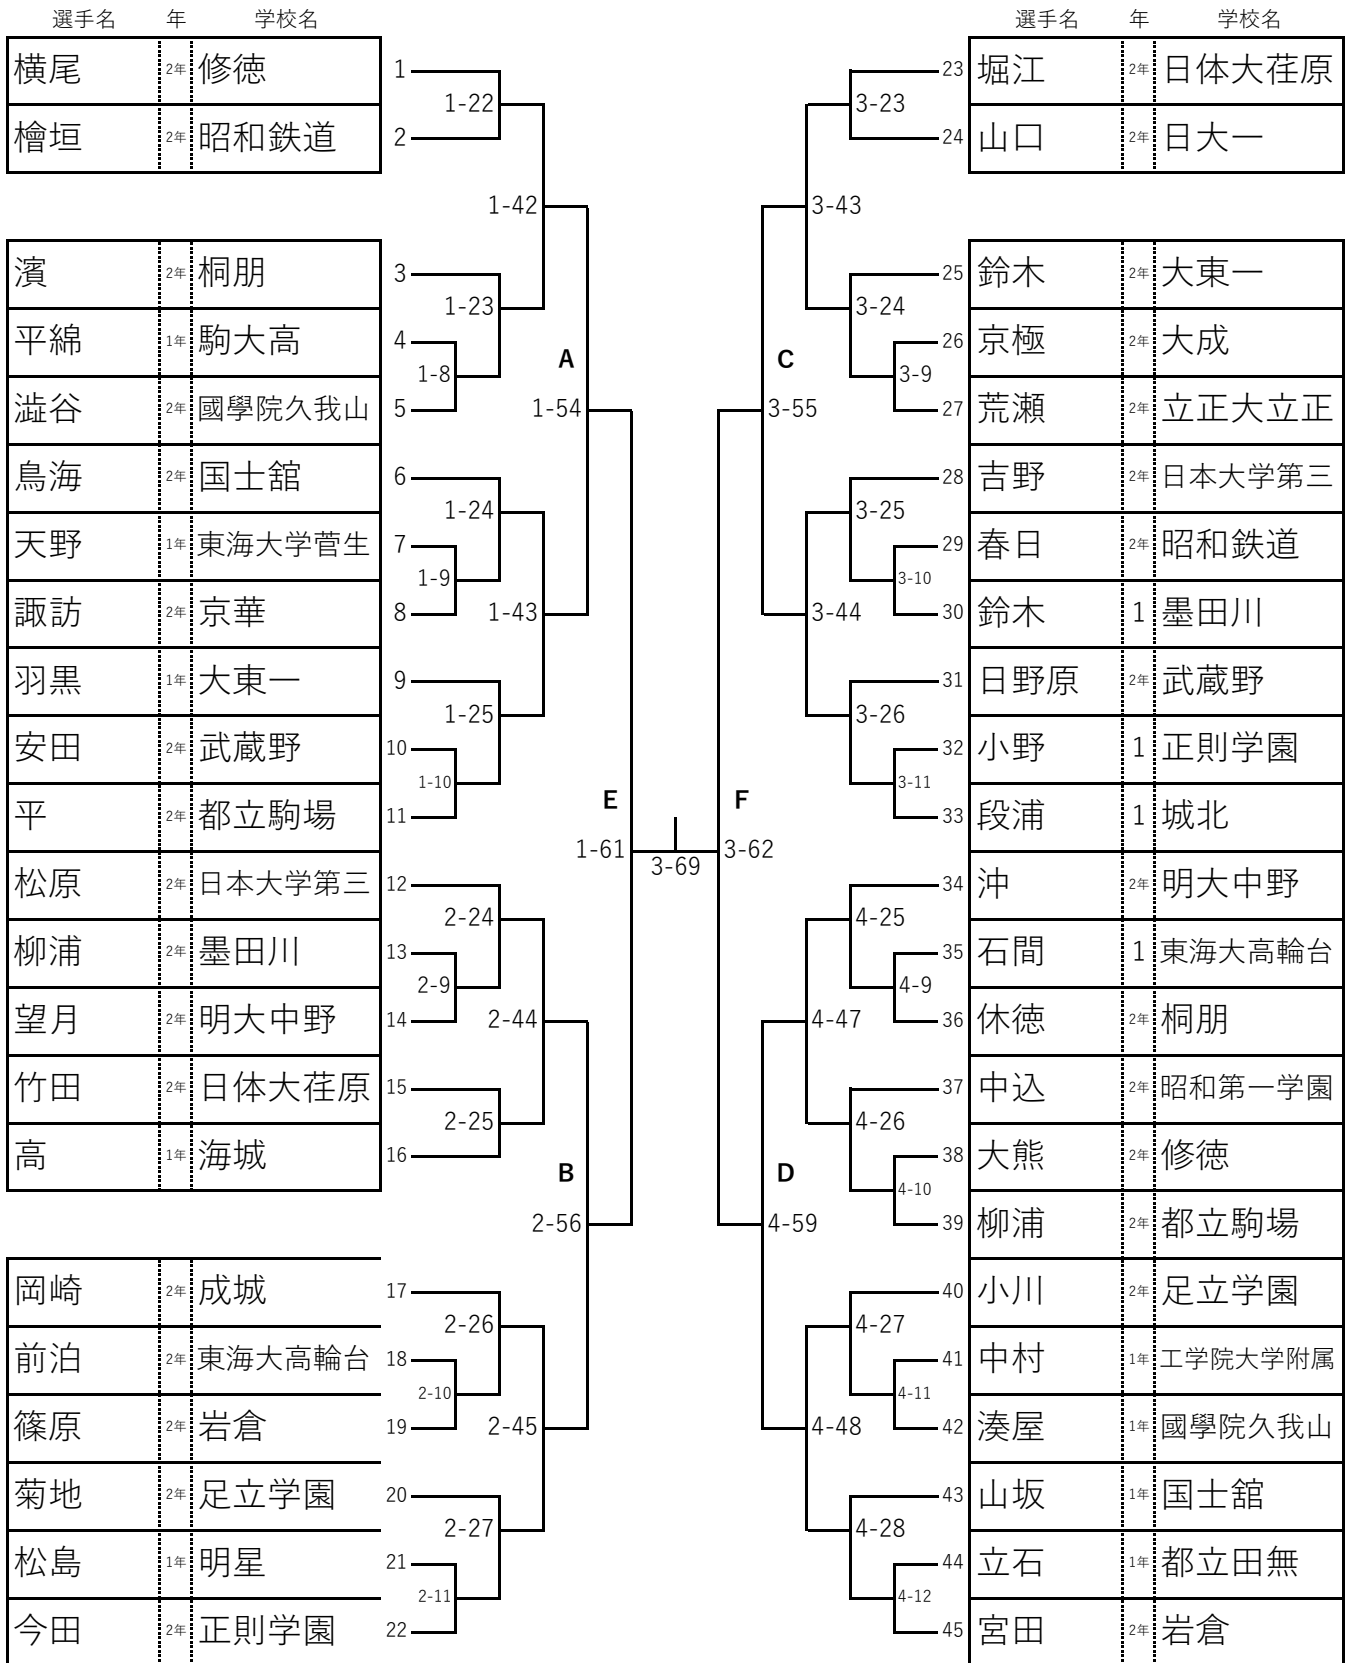 選手名 年 学校名
横尾 2年 修徳 1
1-22
檜垣 2年 昭和鉄道 2
1-42
濱 2年 桐朋 3
1-23
平綿 1年 駒大高 4
1-8
澁谷 2年 國學院久我山 5
A
1-54
鳥海 2年 国士舘 6
1-24
天野 1年 東海大学菅生 7
1-9
諏訪 2年 京華 8
1-43
羽黒 1年 大東一 9
1-25
安田 2年 武蔵野 10
1-10
平 2年 都立駒場 11
E
1-61
松原 2年 日本大学第三 12
2-24
柳浦 2年 墨田川 13
2-9
望月 2年 明大中野 14
2-44
竹田 2年 日体大荏原 15
2-25
高 1年 海城 16
B
2-56
岡崎 2年 成城 17
2-26
前泊 2年 東海大高輪台 18
2-10
篠原 2年 岩倉 19
2-45
菊地 2年 足立学園 20
2-27
松島 1年 明星 21
2-11
今田 2年 正則学園 22
3-69
選手名 年 学校名
23 堀江 2年 日体大荏原
3-23
24 山口 2年 日大一
3-43
25 鈴木 2年 大東一
3-24
26 京極 2年 大成
3-9
27 荒瀬 2年 立正大立正
C
3-55
28 吉野 2年 日本大学第三
3-25
29 春日 2年 昭和鉄道
3-10
30 鈴木 1 墨田川
3-44
31 日野原 2年 武蔵野
3-26
32 小野 1 正則学園
3-11
33 段浦 1 城北
F
3-62
34 沖 2年 明大中野
4-25
35 石間 1 東海大高輪台
4-9
36 休徳 2年 桐朋
4-47
37 中込 2年 昭和第一学園
4-26
38 大熊 2年 修徳
4-10
39 柳浦 2年 都立駒場
D
4-59
40 小川 2年 足立学園
4-27
41 中村 1年 工学院大学附属
4-11
42 湊屋 1年 國學院久我山
4-48
43 山坂 1年 国士舘
4-28
44 立石 1年 都立田無
4-12
45 宮田 2年 岩倉